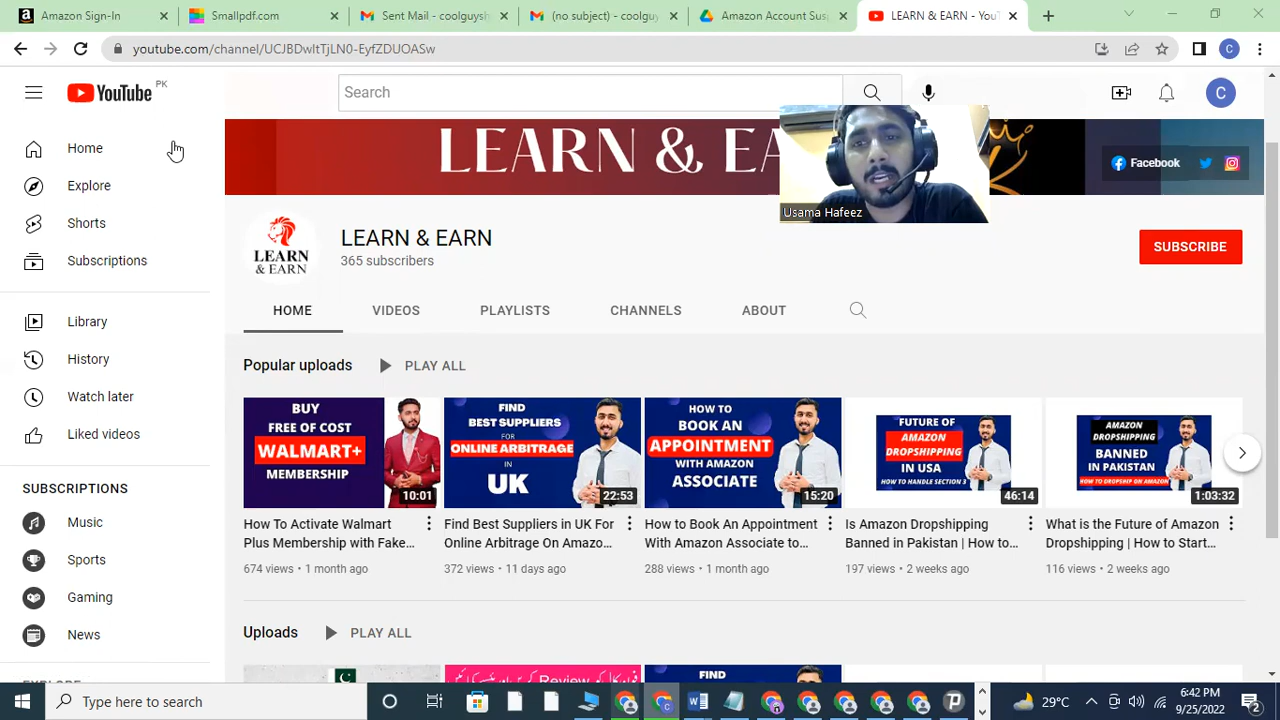 Amazon Sign-in
Smallpdf.com
Sent Mail - coolguysh
(no subject) - coolguy
Amazon Account Sus
LEARN & EARN - You
youtube.com/channel/UCJBDwltTjLN0-EyfZDUOASw
C
YouTube PK
Search
C
Home
Explore
Shorts
Subscriptions
Library
History
Watch later
Liked videos
SUBSCRIPTIONS
Music
Sports
Gaming
News
LEARN & EA
Usama Hafeez
Facebook
LEARN
& EARN
LEARN & EARN
365 subscribers
SUBSCRIBE
HOME
VIDEOS
PLAYLISTS
CHANNELS
ABOUT
Popular uploads
PLAY ALL
BUY
FREE OF COST
WALMART+
MEMBERSHIP
10:01
How To Activate Walmart
Plus Membership with Fake...
674 views • 1 month ago
FIND
BEST SUPPLIERS
FOR
ONLINE ARBITRAGE
IN
UK
22:53
Find Best Suppliers in UK For
Online Arbitrage On Amazo...
372 views • 11 days ago
HOW TO
BOOK AN
APPOINTMENT
WITH AMAZON
ASSOCIATE
15:20
How to Book An Appointment
With Amazon Associate to...
288 views • 1 month ago
FUTURE OF
AMAZON
DROPSHIPPING
IN USA
HOW TO HANDLE SECTION 3
46:14
Is Amazon Dropshipping
Banned in Pakistan | How to...
197 views • 2 weeks ago
AMAZON
DROPSHIPPING
BANNED
IN PAKISTAN
HOW TO DROPSHIP ON AMAZON
1:03:32
What is the Future of Amazon
Dropshipping | How to Start...
116 views • 2 weeks ago
Uploads
PLAY ALL
Review
FIND
Type here to search
29°C
6:42 PM
9/25/2022
2